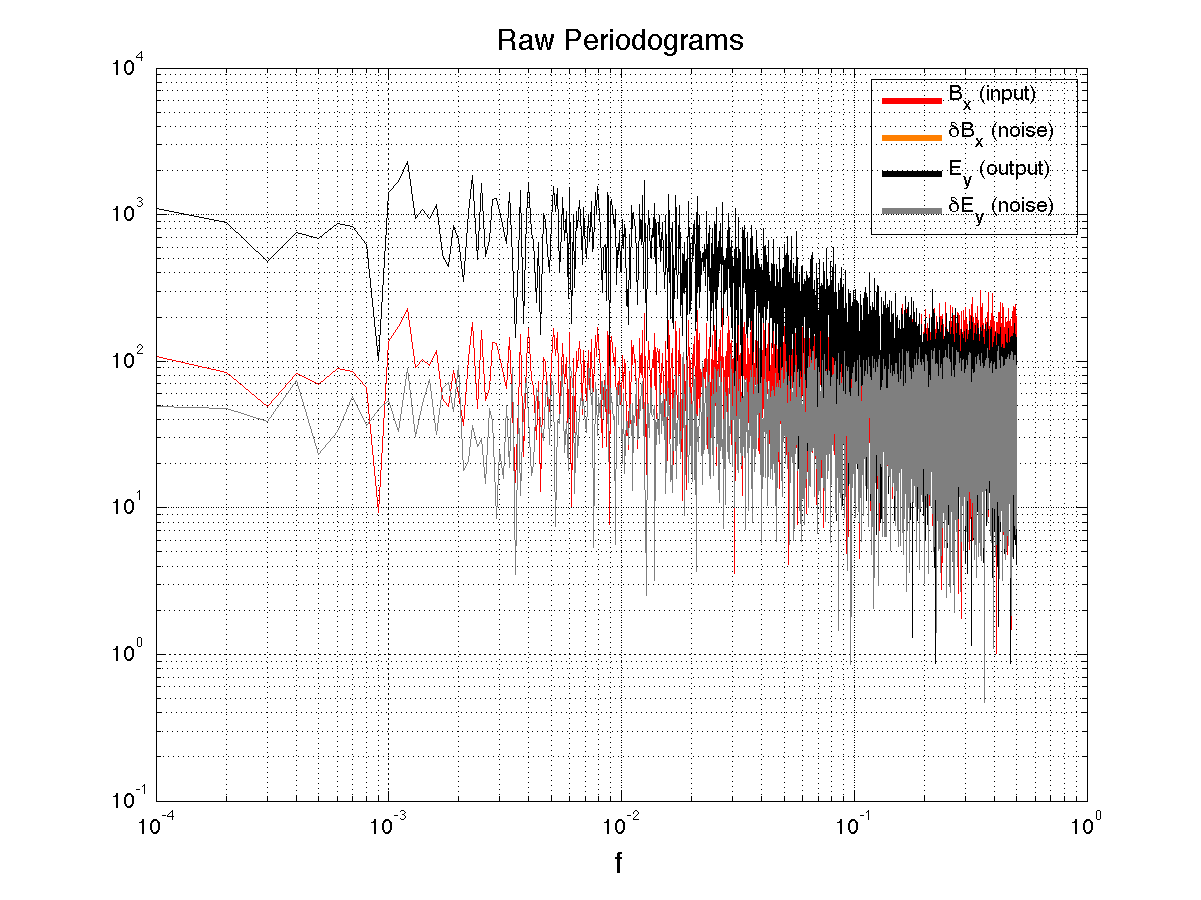 Raw Periodograms
10^4
10^3
10^2
10^1
10^0
10^-1
10^-4 10^-3 10^-2 10^-1 10^0
f
B_x (input)
δB_x (noise)
E_y (output)
δE_y (noise)